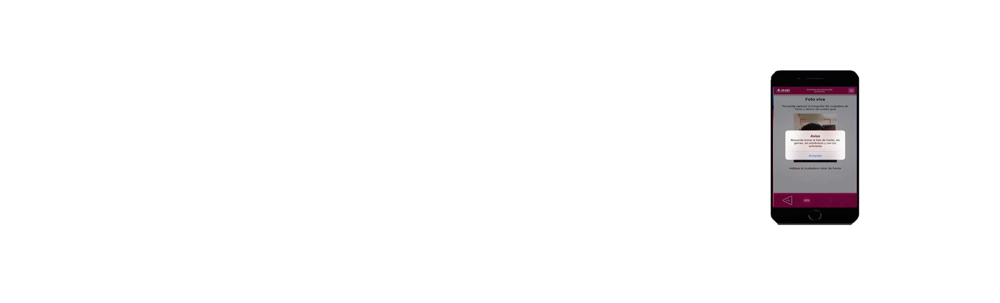 INE
SISTEMA DE CAPTACIÓN
DE DATOS
Foto viva
Recuerde capturar la fotografía del ciudadano de
frente y dentro del cuadro guía
Aviso
Recuerda tomar la foto de frente, sin
gorras, sin sombreros y con luz
suficiente
Aceptar
Indique al ciudadano mirar de frente
FOTO